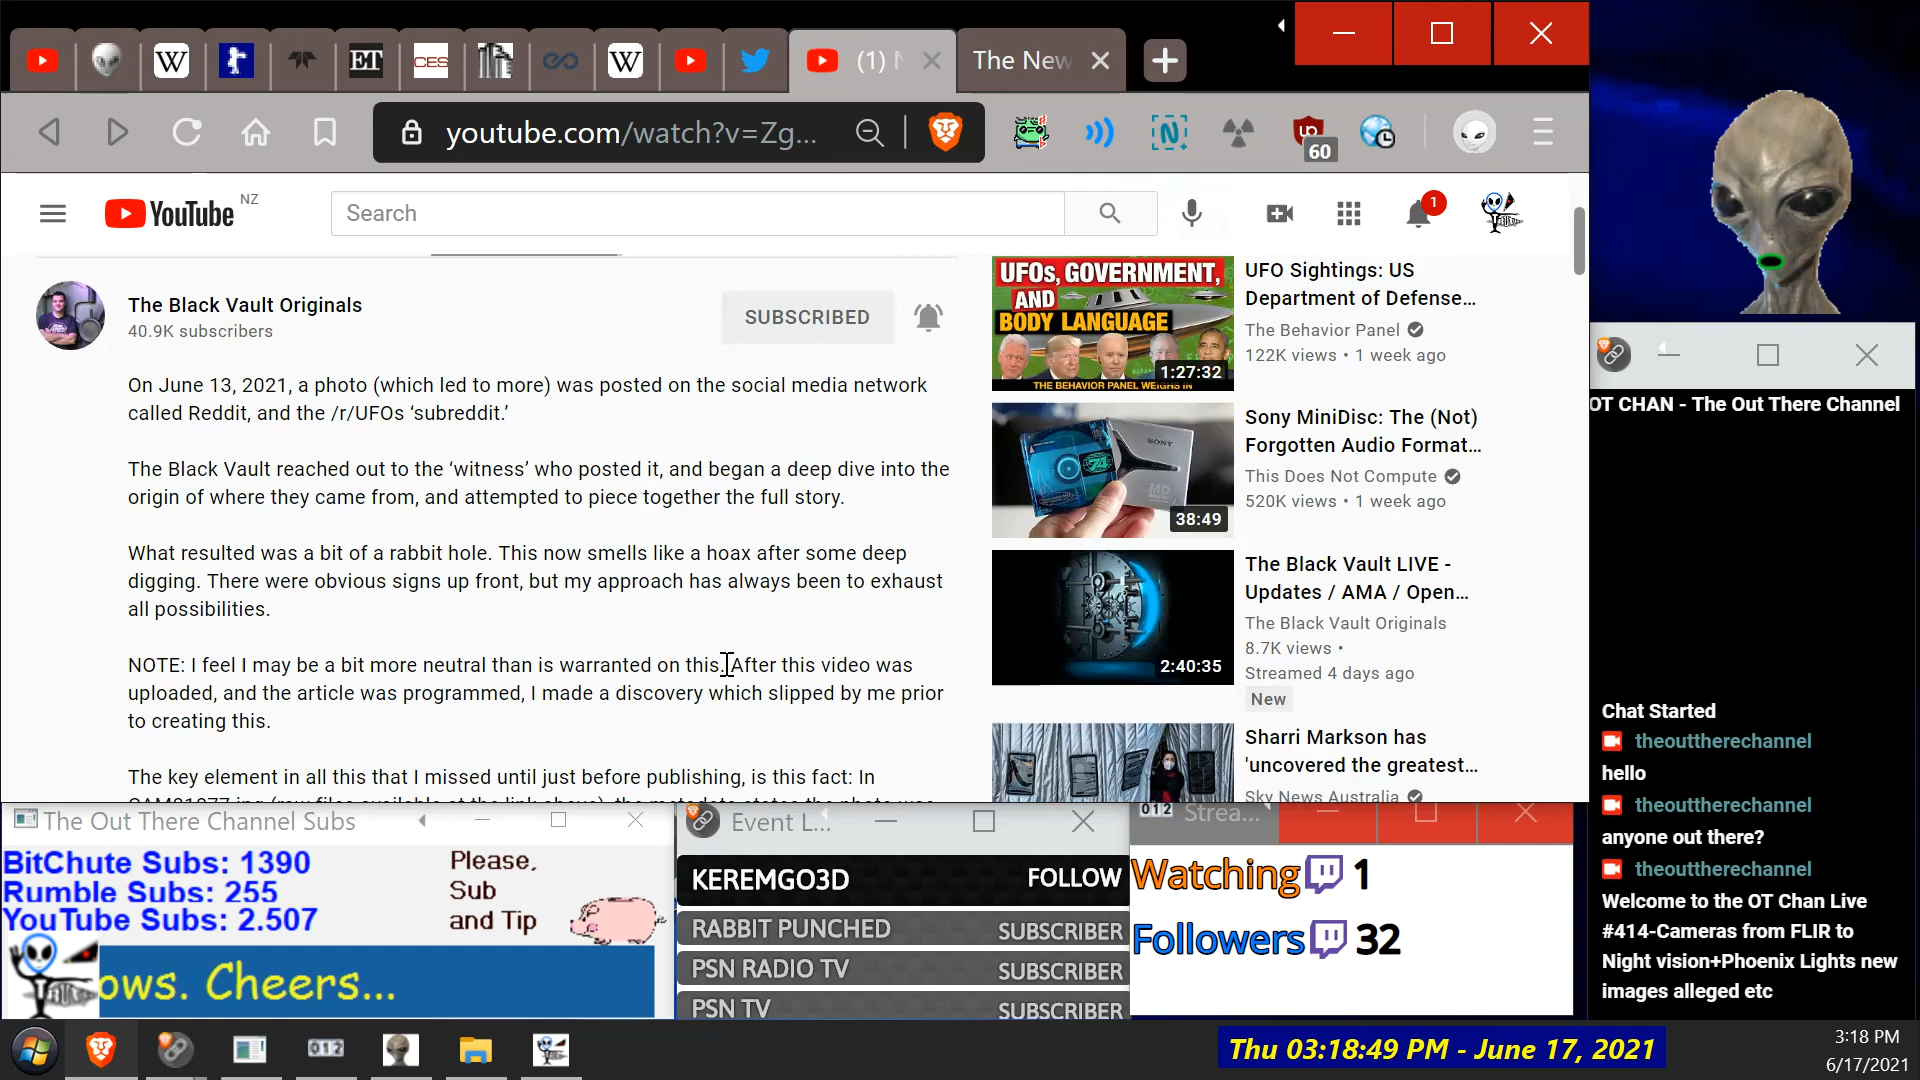 (1) N
The New
youtube.com/watch?v=Zg...
60
YouTube NZ
Search
1
The Black Vault Originals
40.9K subscribers
SUBSCRIBED
On June 13, 2021, a photo (which led to more) was posted on the social media network
called Reddit, and the /r/UFOs ‘subreddit.’
The Black Vault reached out to the ‘witness’ who posted it, and began a deep dive into the
origin of where they came from, and attempted to piece together the full story.
What resulted was a bit of a rabbit hole. This now smells like a hoax after some deep
digging. There were obvious signs up front, but my approach has always been to exhaust
all possibilities.
NOTE: I feel I may be a bit more neutral than is warranted on this. After this video was
uploaded, and the article was programmed, I made a discovery which slipped by me prior
to creating this.
The key element in all this that I missed until just before publishing, is this fact: In
UFOs, GOVERNMENT,
AND
BODY LANGUAGE
1:27:32
THE BEHAVIOR PANEL WEIGHS IN
UFO Sightings: US
Department of Defense...
The Behavior Panel
122K views • 1 week ago
SONY
74
38:49
Sony MiniDisc: The (Not)
Forgotten Audio Format...
This Does Not Compute
520K views • 1 week ago
2:40:35
The Black Vault LIVE -
Updates / AMA / Open...
The Black Vault Originals
8.7K views •
Streamed 4 days ago
New
Sharri Markson has
'uncovered the greatest...
Sky News Australia
OT CHAN - The Out There Channel
Chat Started
theouttherechannel
hello
theouttherechannel
anyone out there?
theouttherechannel
Welcome to the OT Chan Live
#414-Cameras from FLIR to
Night vision+Phoenix Lights new
images alleged etc
The Out There Channel Subs
BitChute Subs: 1390
Rumble Subs: 255
YouTube Subs: 2.507
Please,
Sub
and Tip
ows. Cheers...
Event L...
KEREMGO3D FOLLOW
RABBIT PUNCHED SUBSCRIBER
PSN RADIO TV SUBSCRIBER
PSN TV SUBSCRIBER
012 Strea...
Watching 1
Followers 32
012
Thu 03:18:49 PM - June 17, 2021
3:18 PM
6/17/2021